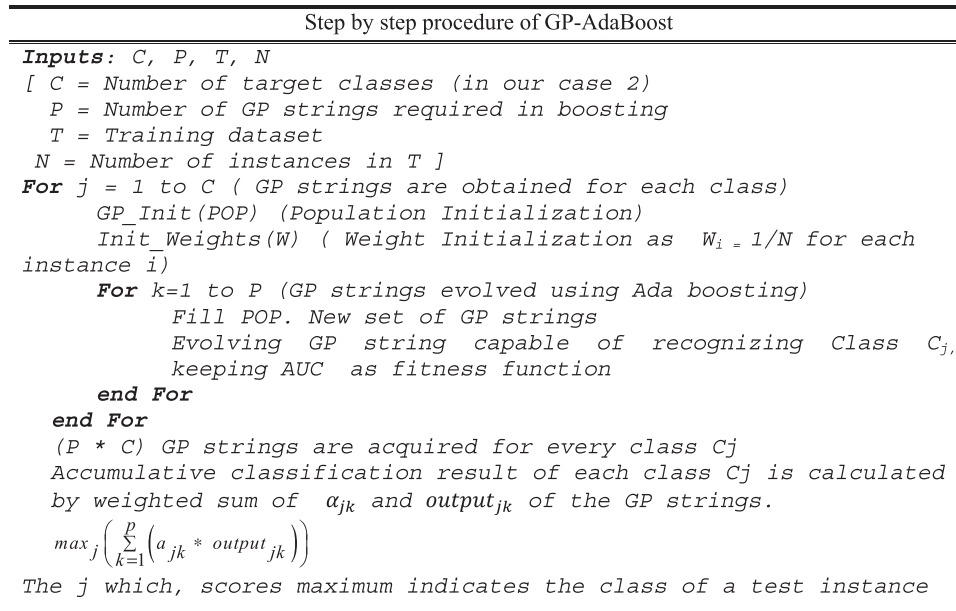 Step by step procedure of GP-AdaBoost
Inputs: C, P, T, N
[ C = Number of target classes (in our case 2)
P = Number of GP strings required in boosting
T = Training dataset
N = Number of instances in T ]
For j = 1 to C ( GP strings are obtained for each class)
GP_Init(POP) (Population Initialization)
Init_Weights(W) ( Weight Initialization as W_i = 1/N for each
instance i)
For k=1 to P (GP strings evolved using Ada boosting)
Fill POP. New set of GP strings
Evolving GP string capable of recognizing Class C_j,
keeping AUC as fitness function
end For
end For
(P * C) GP strings are acquired for every class Cj
Accumulative classification result of each class Cj is calculated
by weighted sum of α_jk and output_jk of the GP strings.
max_j ( Σ_{k=1}^{p} ( a_jk * output_jk ) )
The j which, scores maximum indicates the class of a test instance